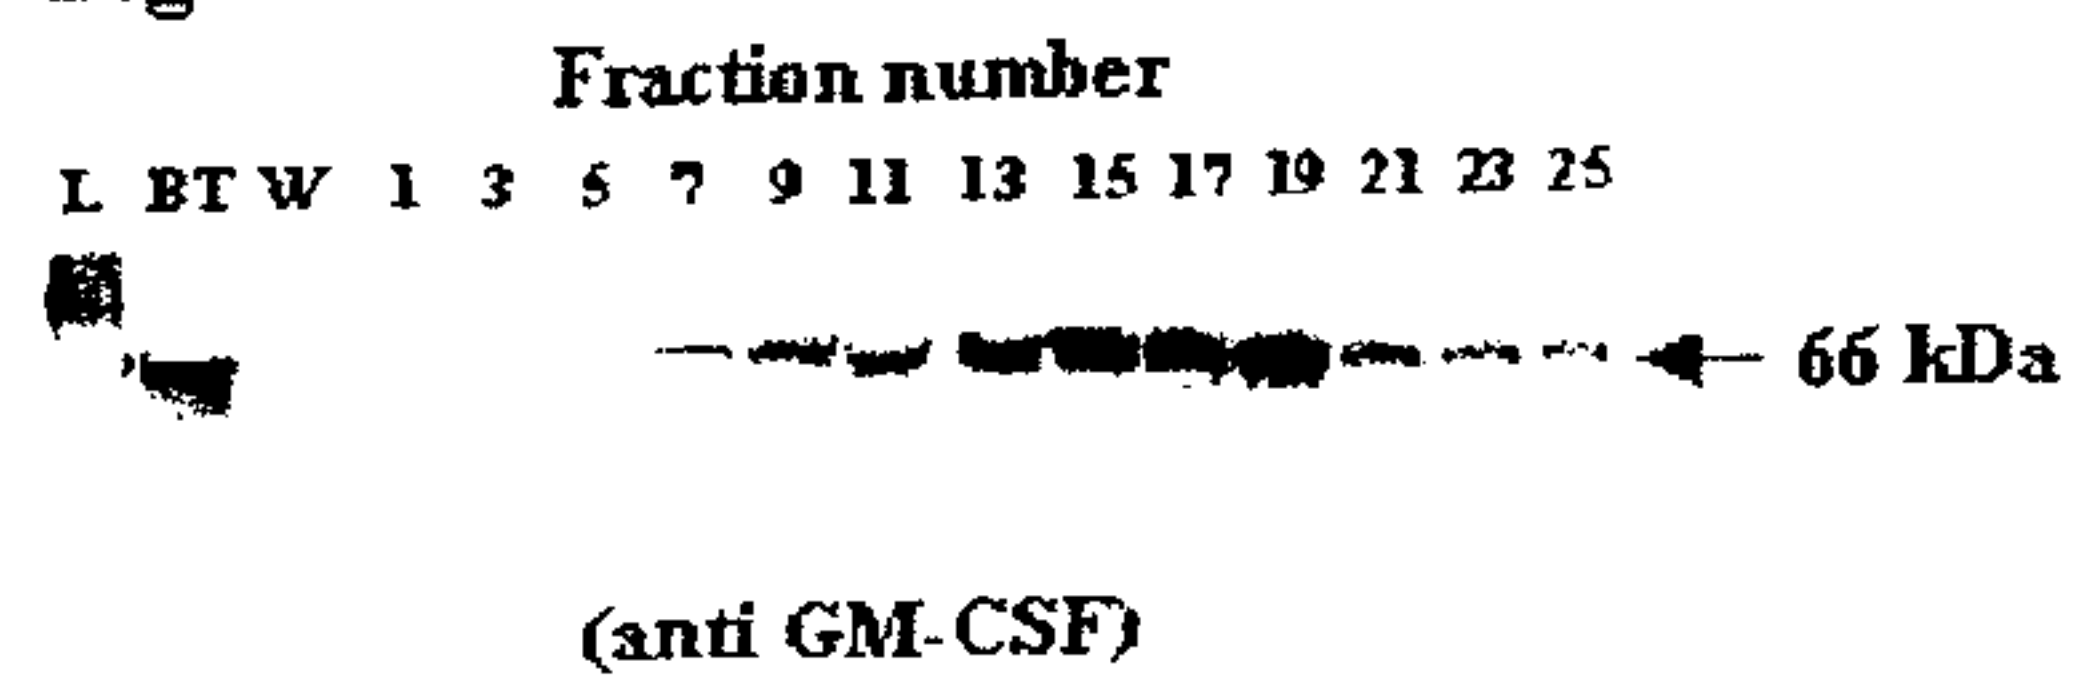 Fraction number
L BT W 1 3 5 7 9 11 13 15 17 19 21 23 25
66 kDa
(anti GM-CSF)